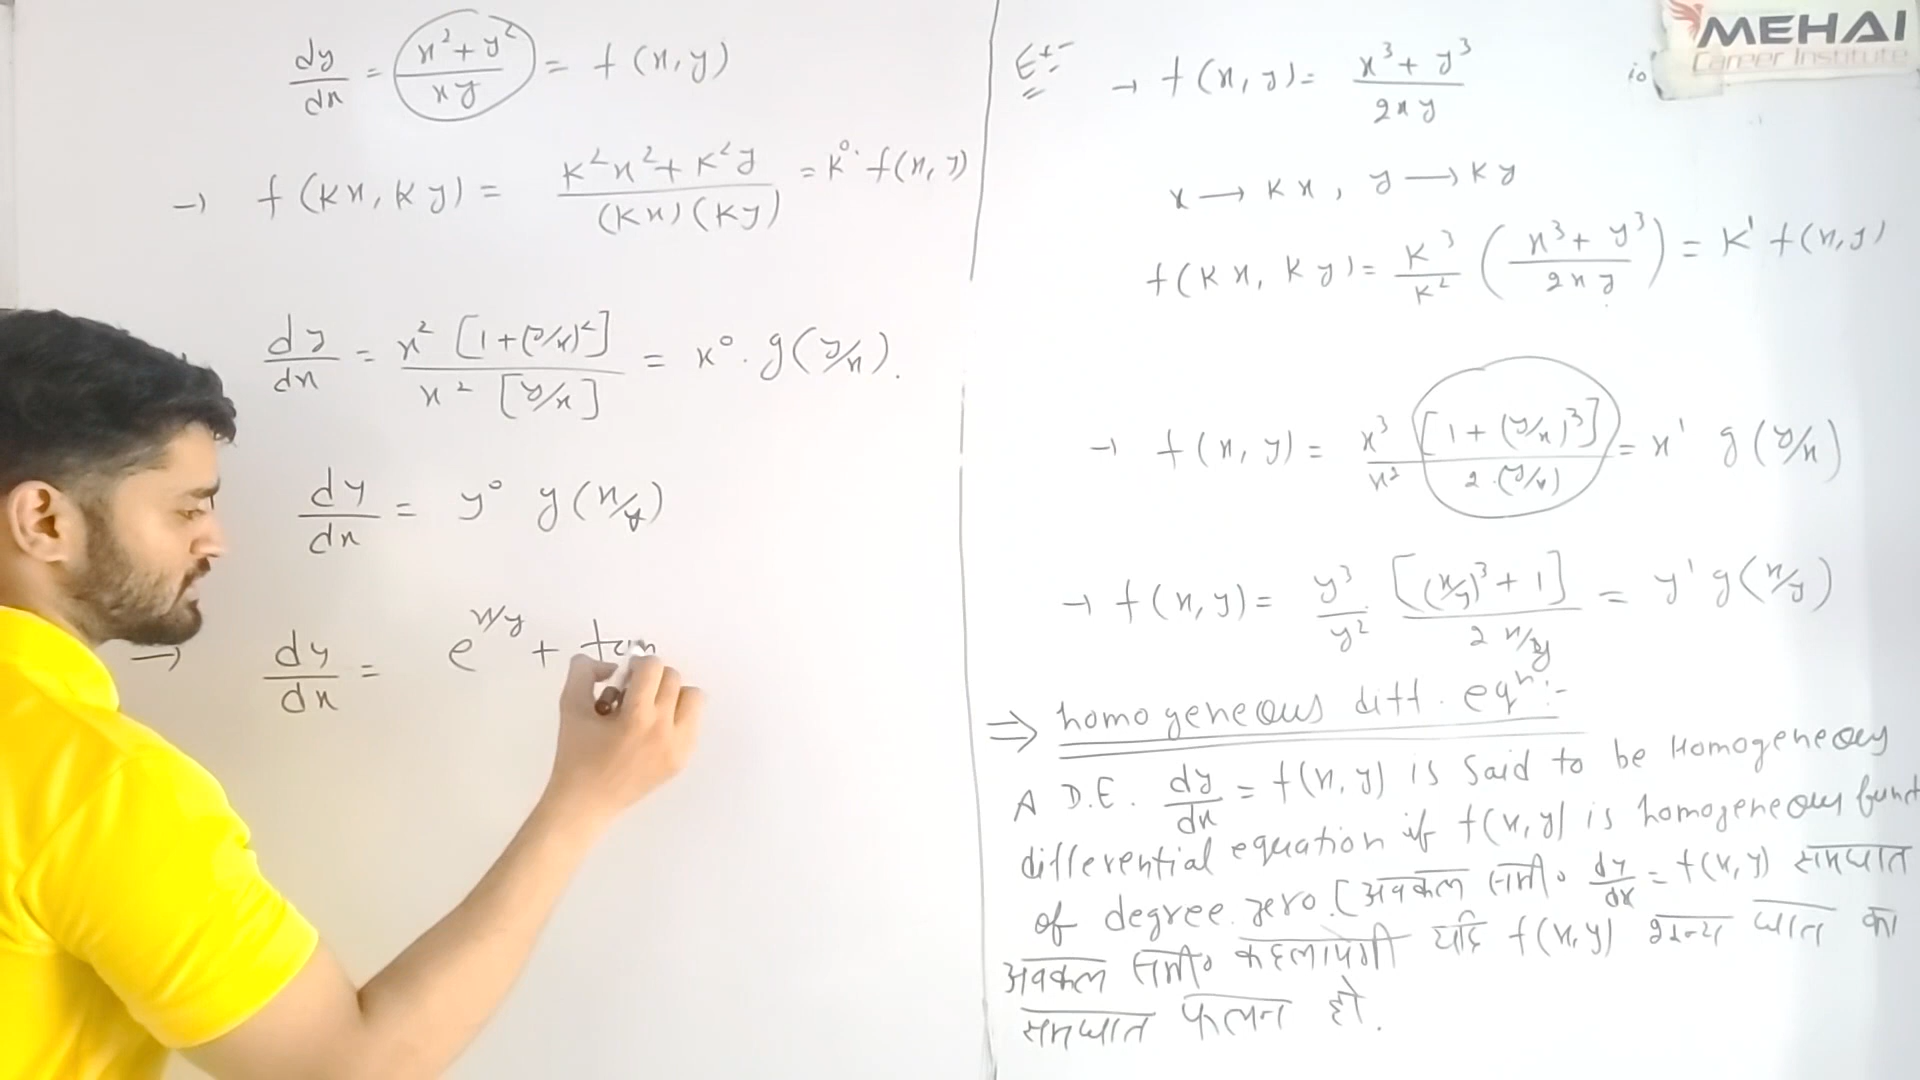 dy/dx = (x² + y²)/(xy) = f(x, y)
→ f(kx, ky) = (k²x² + k²y)/((kx)(ky)) = k⁰. f(x, y)
dy/dx = x² [1 + (y/x)²] / x² [y/x] = x⁰. g(y/x).
dy/dx = y⁰ g(x/y)
→ dy/dx = e^(x/y) + tan
MEHAI
Career Institute
Ex:-
→ f(x, y) = (x³ + y³)/(2xy)
x → kx, y → ky
f(kx, ky) = k³/k² ((x³ + y³)/(2xy)) = k¹ f(x, y)
→ f(x, y) = x³/x² [1 + (y/x)³]/(2.(y/x)) = x¹ g(y/x)
→ f(x, y) = y³/y² [(x/y)³ + 1]/(2 x/y) = y¹ g(x/y)
⇒ homogeneous diff. eqⁿ:-
A D.E. dy/dx = f(x, y) is said to be Homogeneous
differential equation if f(x, y) is homogeneous funct
of degree zero. [अवकल समी० dy/dx = f(x, y) समघात
अवकल समी० कहलायेगी यदि f(x, y) शून्य घात का
समघात फलन हो.